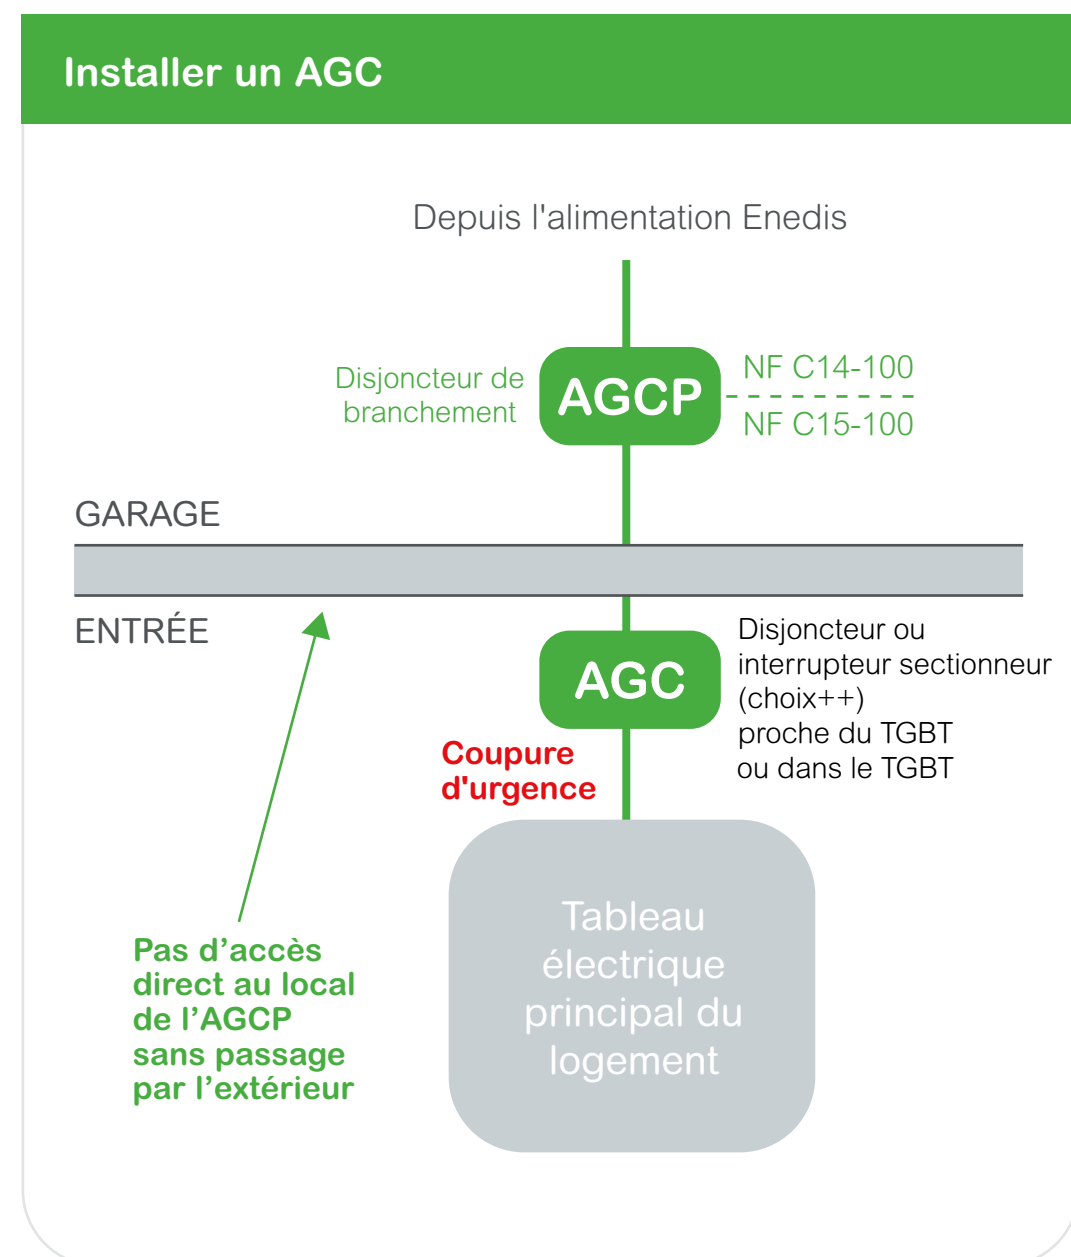 Installer un AGC
Depuis l'alimentation Enedis
Disjoncteur de
branchement
AGCP
NF C14-100
NF C15-100
GARAGE
ENTRÉE
AGC
Disjoncteur ou
interrupteur sectionneur
(choix++)
proche du TGBT
ou dans le TGBT
Coupure
d'urgence
Tableau
électrique
principal du
logement
Pas d’accès
direct au local
de l’AGCP
sans passage
par l’extérieur